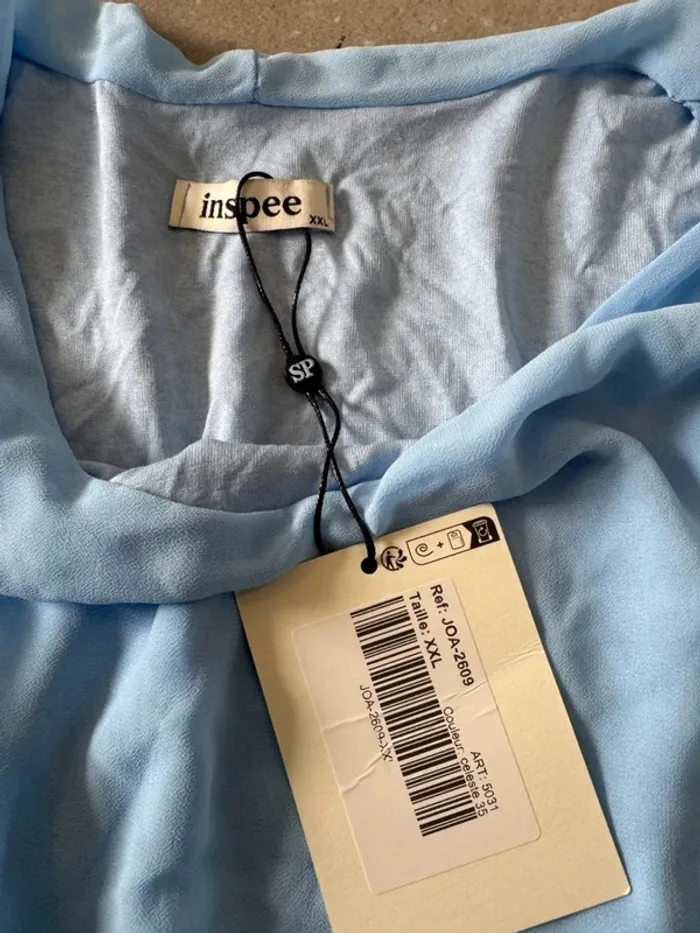 inspee
XXL
SP
Ref: JOA-2609
Taille: XXL
ART: 5031
Couleur: celeste 35
JOA-2609-XX